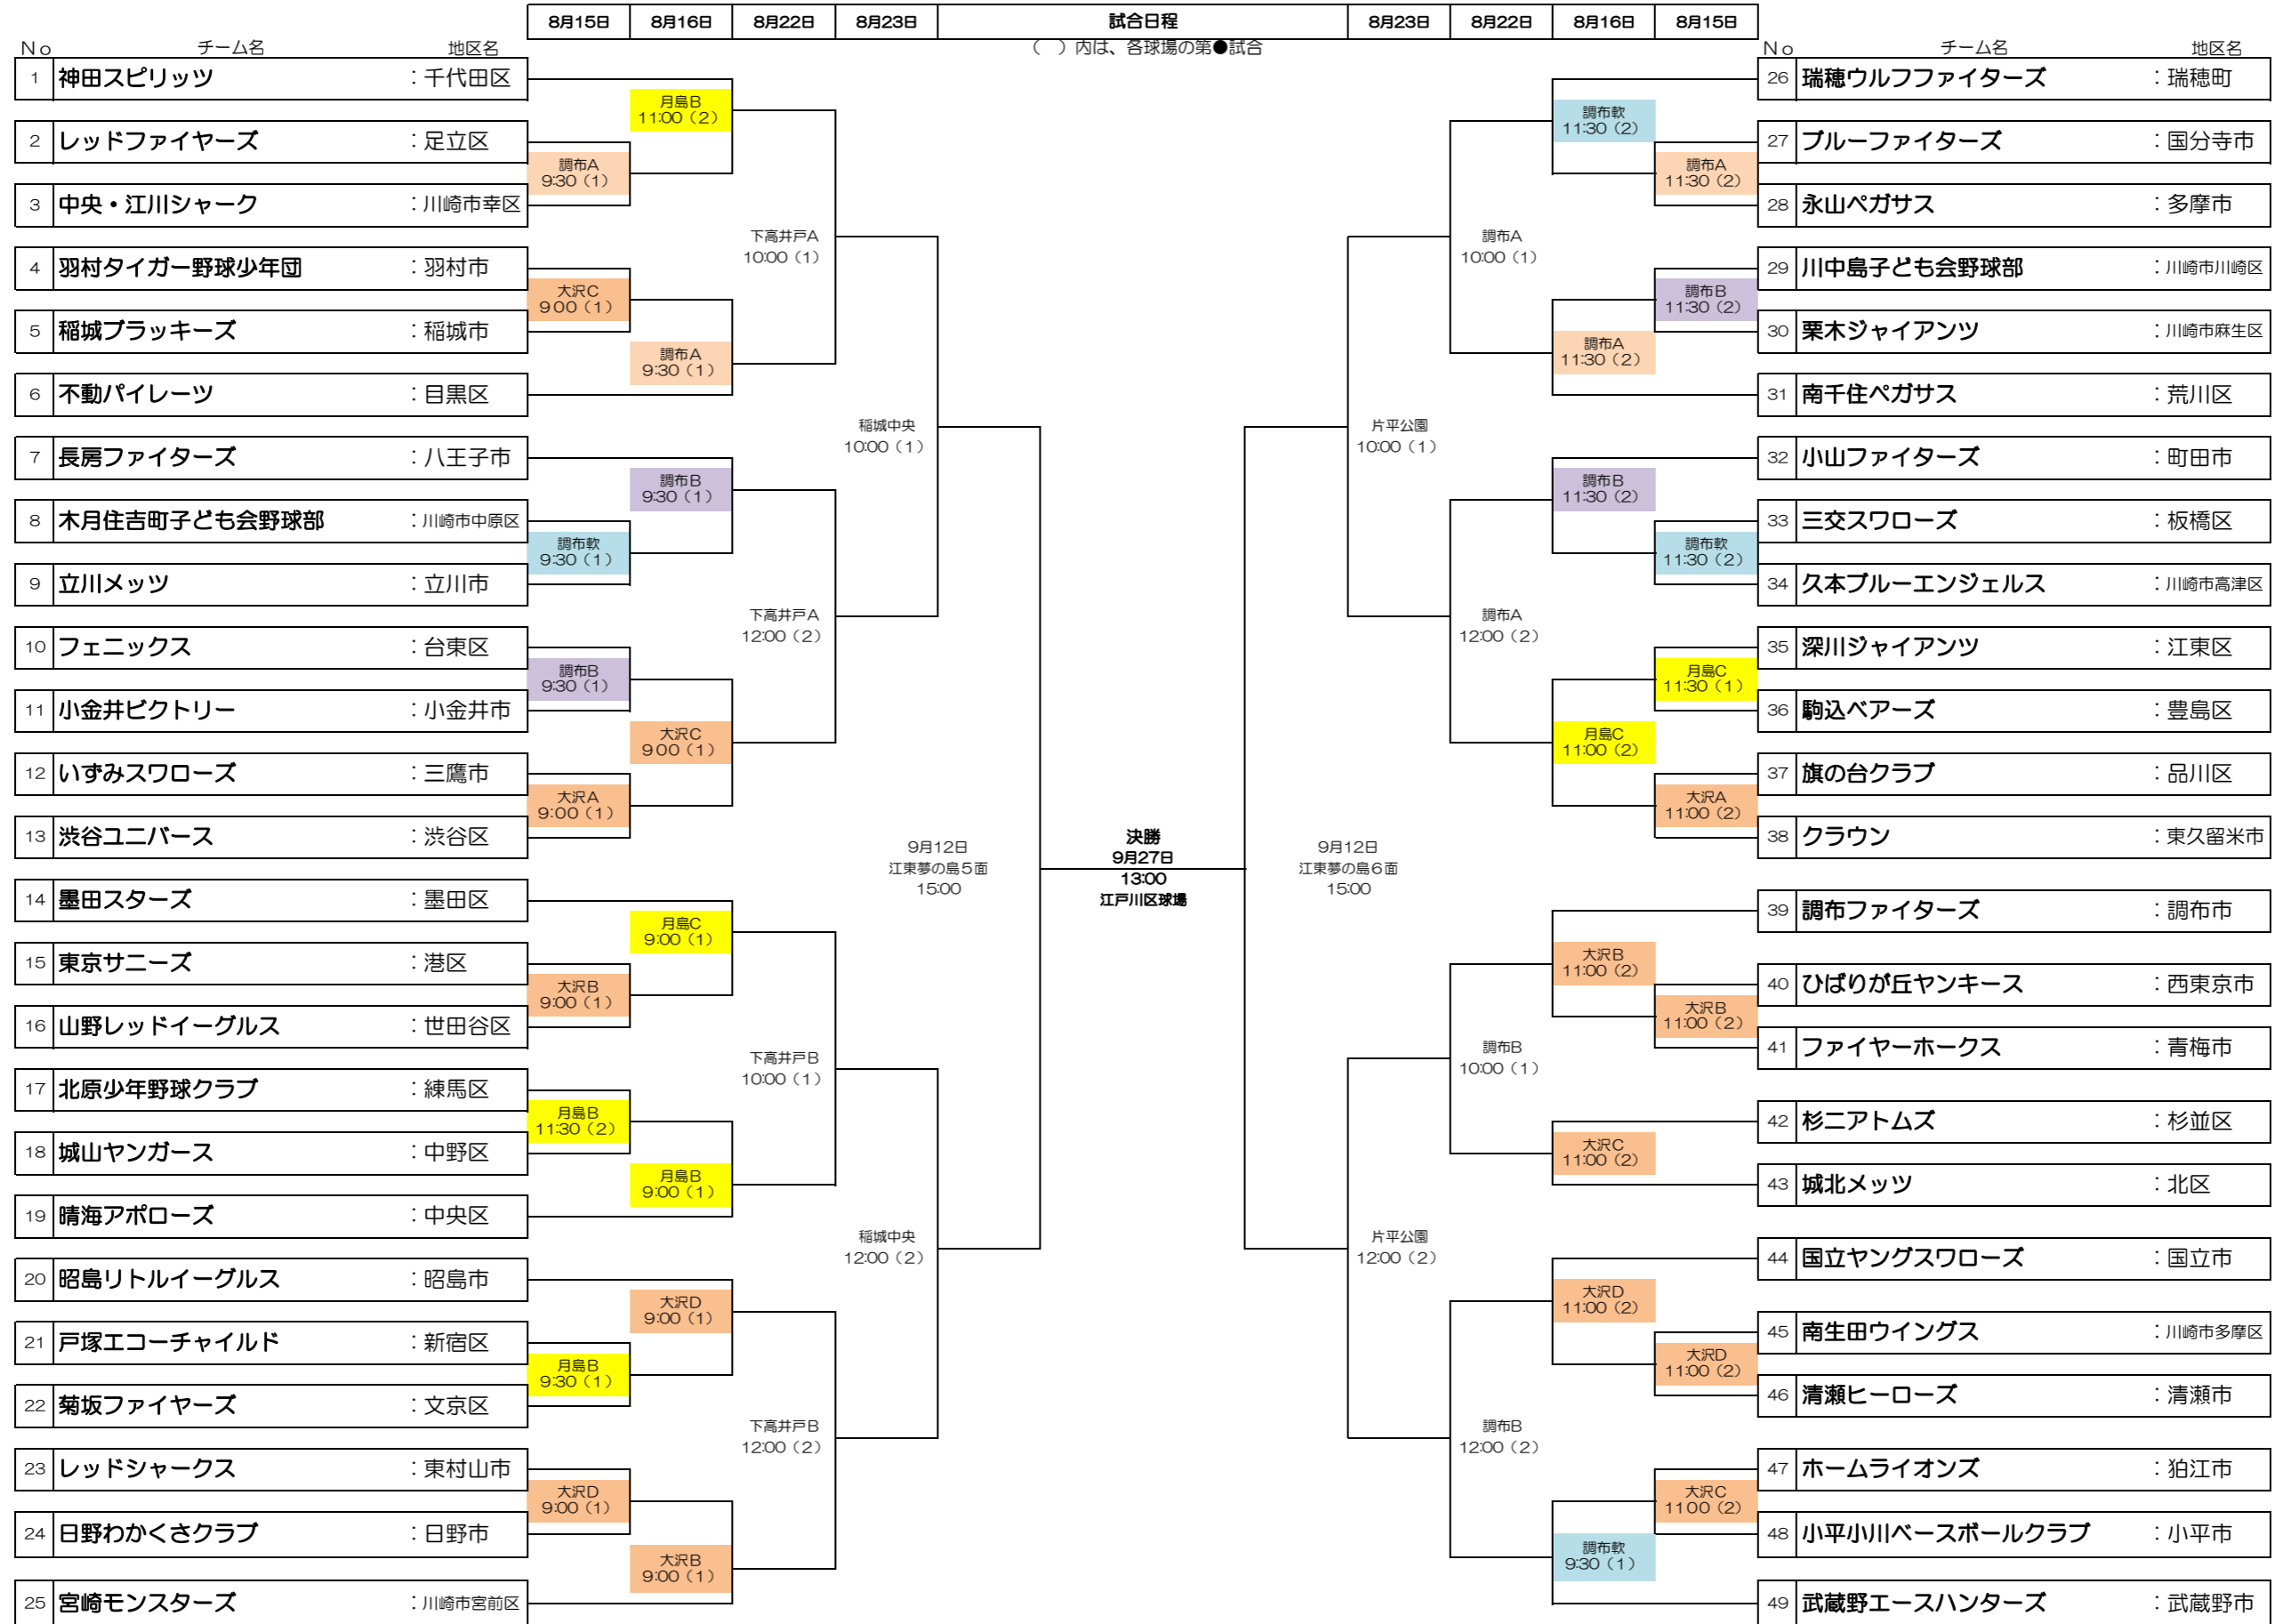 8月15日 8月16日 8月22日 8月23日 試合日程 8月23日 8月22日 8月16日 8月15日
（　）内は、各球場の第●試合
No チーム名 地区名
1 神田スピリッツ ：千代田区
2 レッドファイヤーズ ：足立区
3 中央・江川シャーク ：川崎市幸区
4 羽村タイガー野球少年団 ：羽村市
5 稲城ブラッキーズ ：稲城市
6 不動パイレーツ ：目黒区
7 長房ファイターズ ：八王子市
8 木月住吉町子ども会野球部 ：川崎市中原区
9 立川メッツ ：立川市
10 フェニックス ：台東区
11 小金井ビクトリー ：小金井市
12 いずみスワローズ ：三鷹市
13 渋谷ユニバース ：渋谷区
14 墨田スターズ ：墨田区
15 東京サニーズ ：港区
16 山野レッドイーグルス ：世田谷区
17 北原少年野球クラブ ：練馬区
18 城山ヤンガース ：中野区
19 晴海アポローズ ：中央区
20 昭島リトルイーグルス ：昭島市
21 戸塚エコーチャイルド ：新宿区
22 菊坂ファイヤーズ ：文京区
23 レッドシャークス ：東村山市
24 日野わかくさクラブ ：日野市
25 宮崎モンスターズ ：川崎市宮前区
調布A
9:30（1）
大沢C
9００（1）
調布軟
9:30（1）
調布B
9:30（1）
大沢A
9:00（1）
大沢B
9:00（1）
月島B
11:30（2）
月島B
9:30（1）
大沢D
9:00（1）
月島B
11:00（2）
調布A
9:30（1）
調布B
9:30（1）
大沢C
9００（1）
月島C
9:00（1）
月島B
9:00（1）
大沢D
9:00（1）
大沢B
9:00（1）
下高井戸A
10:00（1）
下高井戸A
12:00（2）
下高井戸B
10:00（1）
下高井戸B
12:00（2）
稲城中央
10:00（1）
稲城中央
12:00（2）
9月12日
江東夢の島5面
15:00
決勝
9月27日
13:00
江戸川区球場
9月12日
江東夢の島6面
15:00
片平公園
10:00（1）
片平公園
12:00（2）
調布A
10:00（1）
調布A
12:00（2）
調布B
10:00（1）
調布B
12:00（2）
調布軟
11:30（2）
調布A
11:30（2）
調布B
11:30（2）
月島C
11:00（2）
大沢B
11:00（2）
大沢C
11:00（2）
大沢D
11:00（2）
調布軟
9:30（1）
調布A
11:30（2）
調布B
11:30（2）
調布軟
11:30（2）
月島C
11:30（1）
大沢A
11:00（2）
大沢B
11:00（2）
大沢D
11:00（2）
大沢C
11００（2）
No チーム名 地区名
26 瑞穂ウルフファイターズ ：瑞穂町
27 ブルーファイターズ ：国分寺市
28 永山ペガサス ：多摩市
29 川中島子ども会野球部 ：川崎市川崎区
30 栗木ジャイアンツ ：川崎市麻生区
31 南千住ペガサス ：荒川区
32 小山ファイターズ ：町田市
33 三交スワローズ ：板橋区
34 久本ブルーエンジェルス ：川崎市高津区
35 深川ジャイアンツ ：江東区
36 駒込ベアーズ ：豊島区
37 旗の台クラブ ：品川区
38 クラウン ：東久留米市
39 調布ファイターズ ：調布市
40 ひばりが丘ヤンキース ：西東京市
41 ファイヤーホークス ：青梅市
42 杉二アトムズ ：杉並区
43 城北メッツ ：北区
44 国立ヤングスワローズ ：国立市
45 南生田ウイングス ：川崎市多摩区
46 清瀬ヒーローズ ：清瀬市
47 ホームライオンズ ：狛江市
48 小平小川ベースボールクラブ ：小平市
49 武蔵野エースハンターズ ：武蔵野市